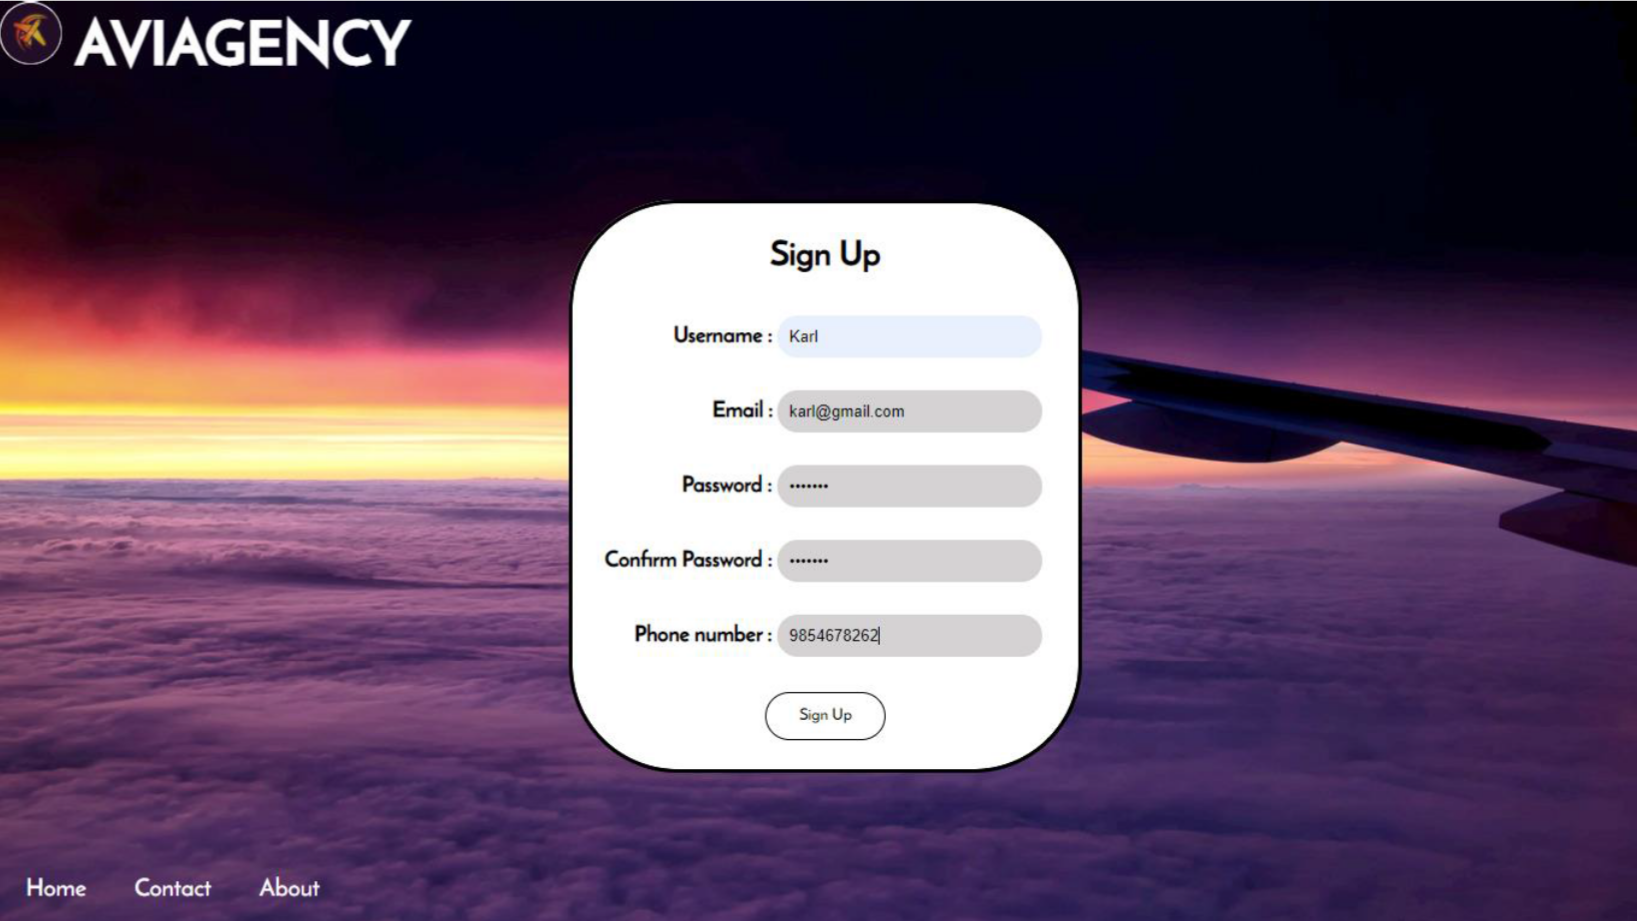 AVIAGENCY
Sign Up
Username : Karl
Email : karl@gmail.com
Password : •••••••
Confirm Password : •••••••
Phone number : 9854678262
Sign Up
Home Contact About